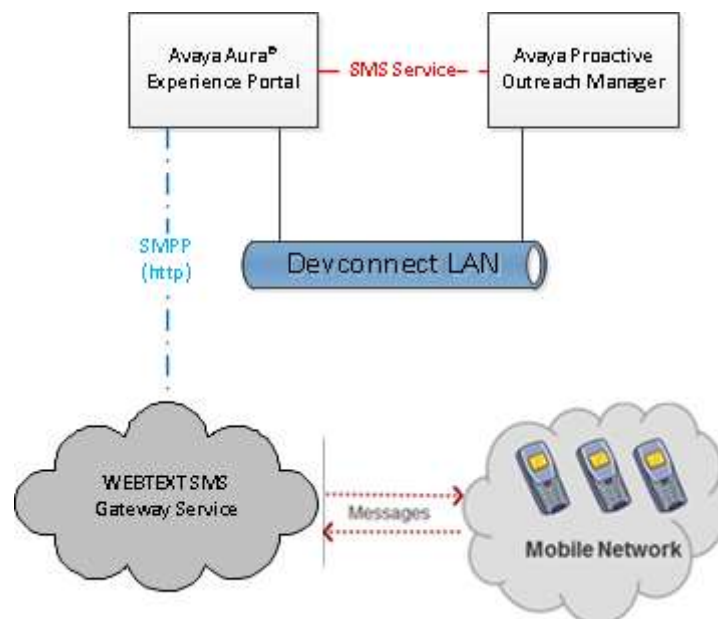 Avaya Aura®
Experience Portal
SMS Service
Avaya Proactive
Outreach Manager
SMPP
(http)
Devconnect LAN
WEBTEXT SMS
Gateway Service
Messages
Mobile Network